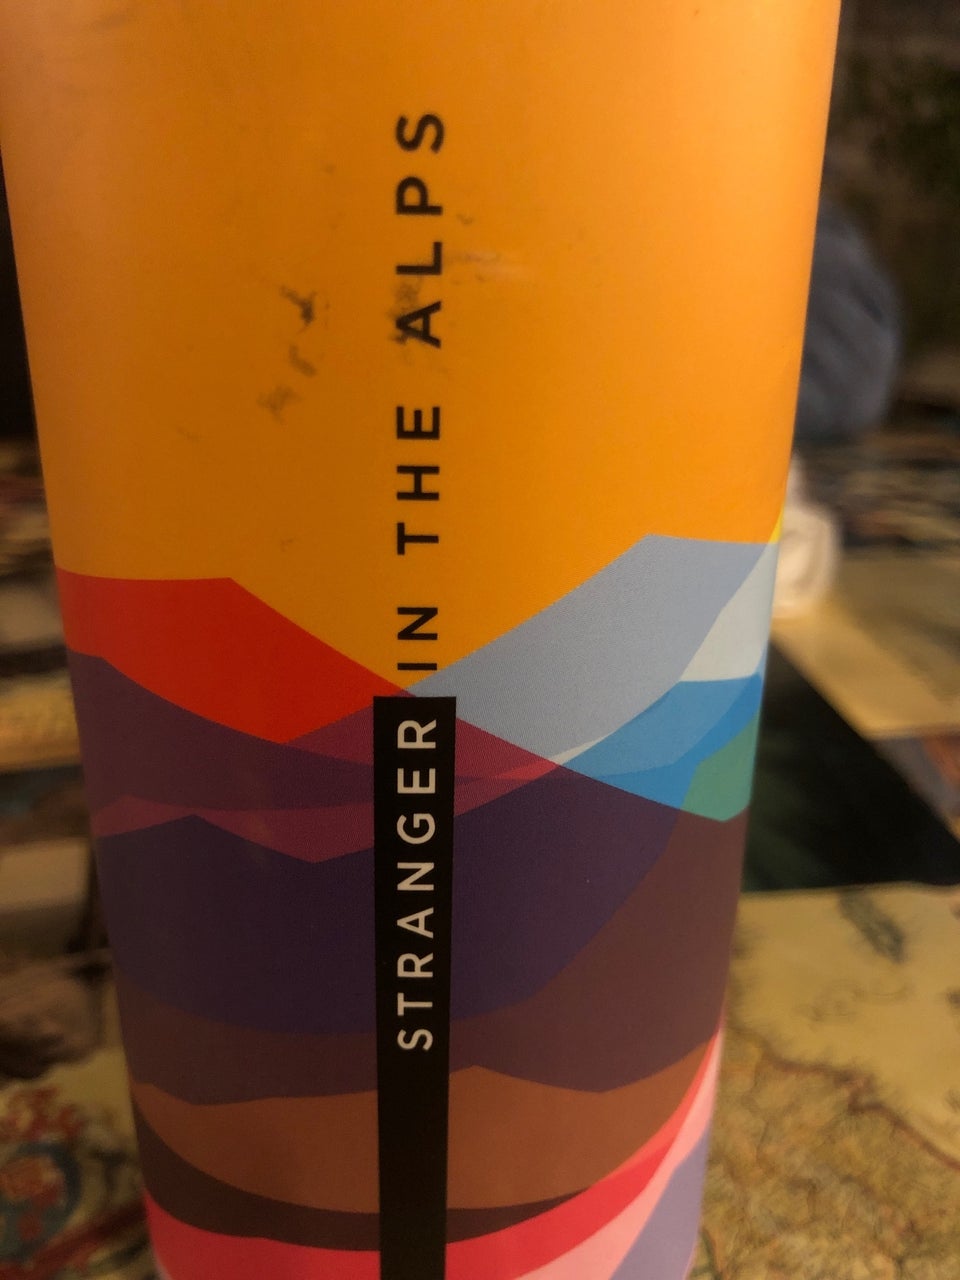 STRANGER IN THE ALPS